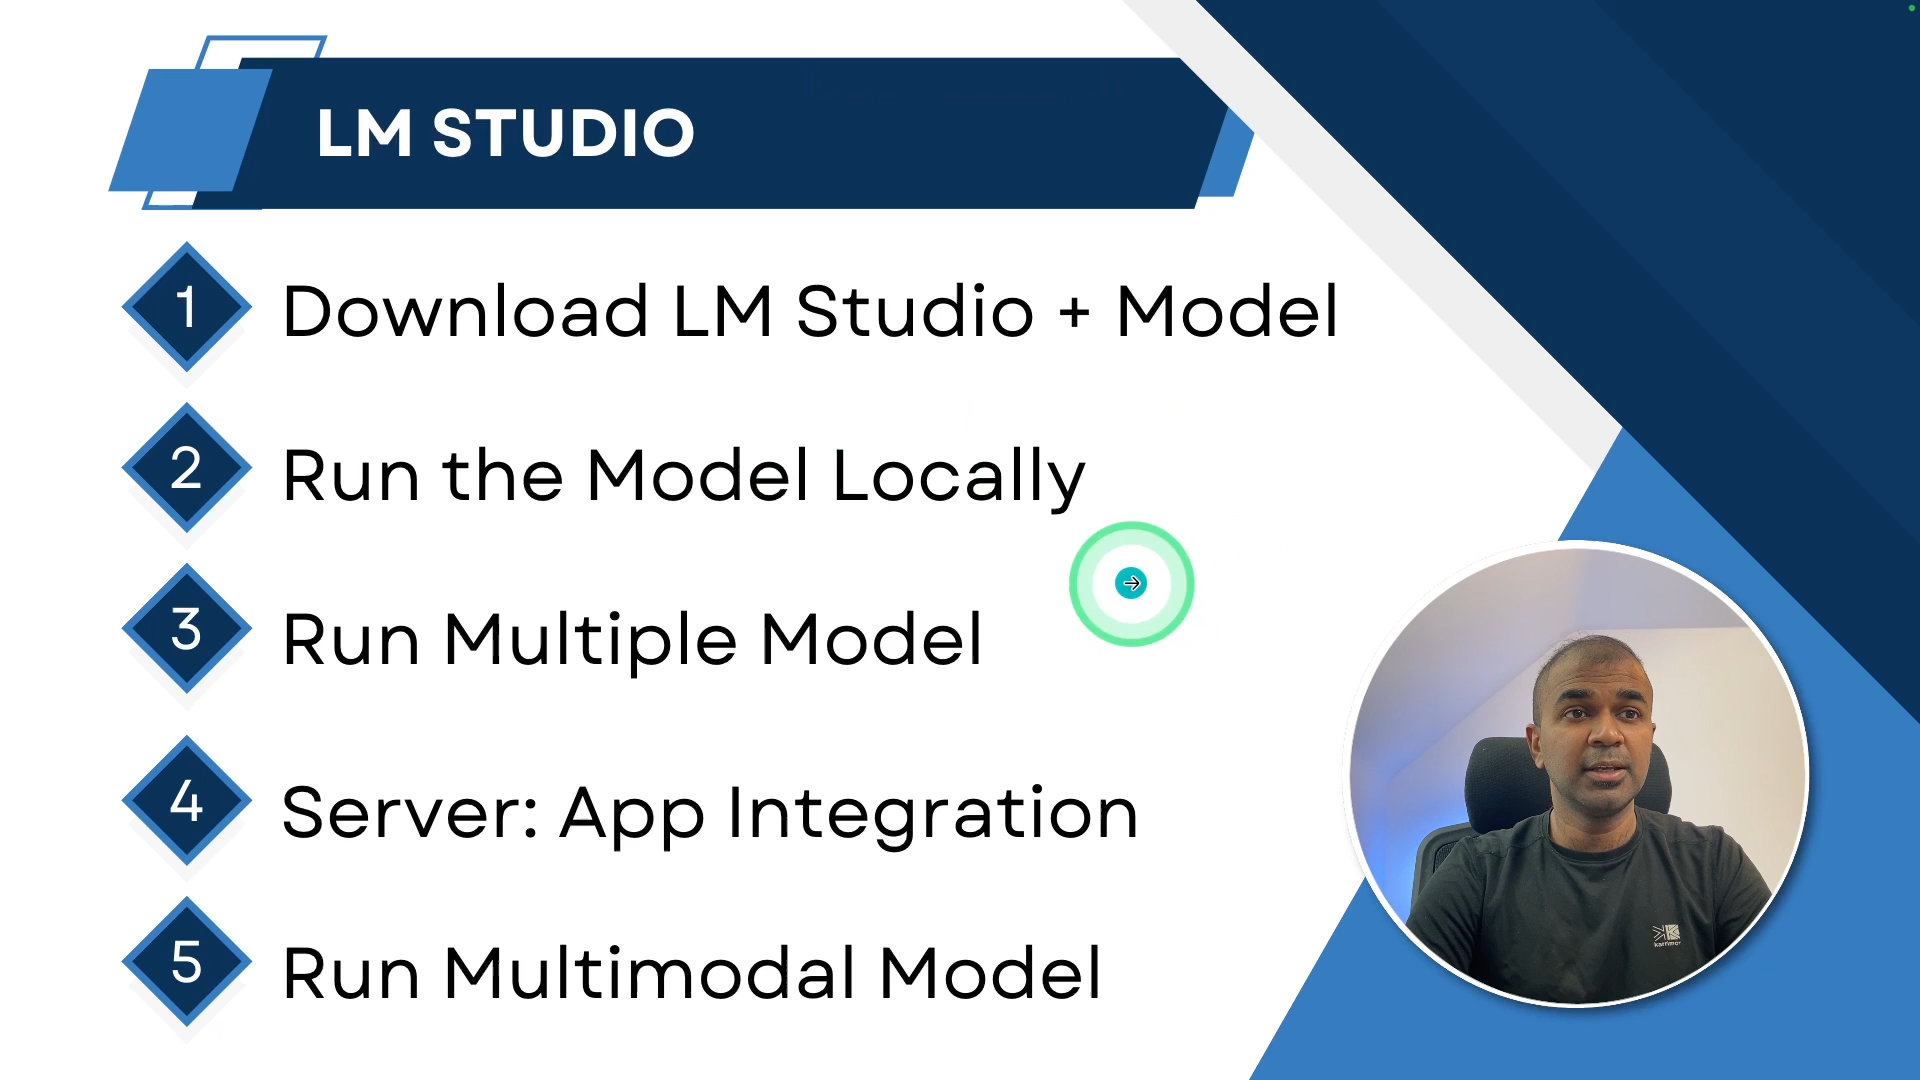 LM STUDIO
1 Download LM Studio + Model
2 Run the Model Locally
3 Run Multiple Model
4 Server: App Integration
5 Run Multimodal Model
karrimor